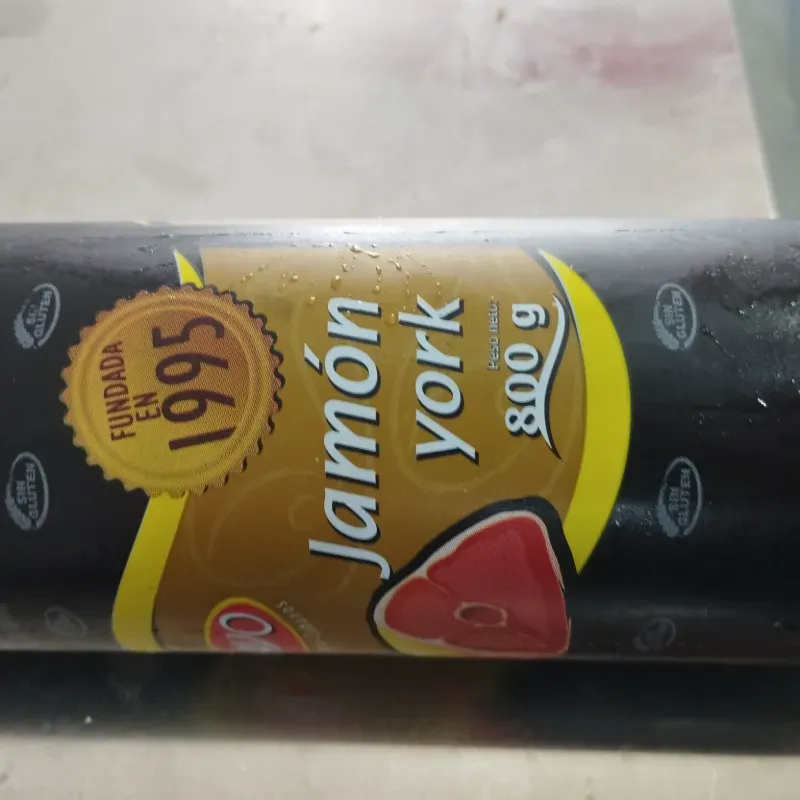 FUNDADA
EN
1995
Jamón
york
Peso neto:
800 g
SIN
GLUTEN
SIN
GLUTEN
SIN
GLUTEN
SIN
GLUTEN